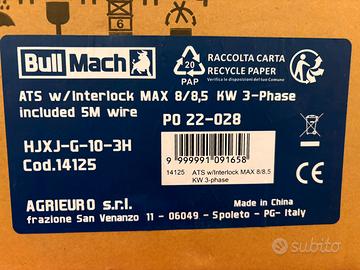 6
BullMach
20
PAP
RACCOLTA CARTA
RECYCLE PAPER
Verifica le disposizioni del tuo Comune
ATS w/Interlock MAX 8/8,5 KW 3-Phase
included 5M wire
PO 22-028
HJXJ-G-10-3H
Cod.14125
9 999991 091658
14125 ATS w/Interlock MAX 8/8,5
KW 3-phase
CE
AGRIEURO s.r.l.
Made in China
frazione San Venanzo 11 - 06049 - Spoleto - PG- Italy
subito